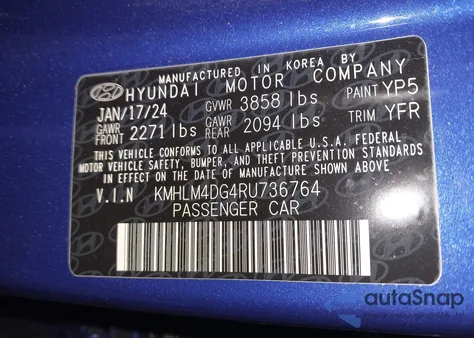 MANUFACTURED IN KOREA BY
HYUNDAI MOTOR COMPANY
JAN/17/24 GVWR 3858 lbs PAINT YP5
GAWR FRONT 2271 lbs GAWR REAR 2094 lbs TRIM YFR
THIS VEHICLE CONFORMS TO ALL APPLICABLE U.S.A. FEDERAL
MOTOR VEHICLE SAFETY, BUMPER, AND THEFT PREVENTION STANDARDS
IN EFFECT ON THE DATE OF MANUFACTURE SHOWN ABOVE.
V.I.N KMHLM4DG4RU736764
PASSENGER CAR
autoSnap